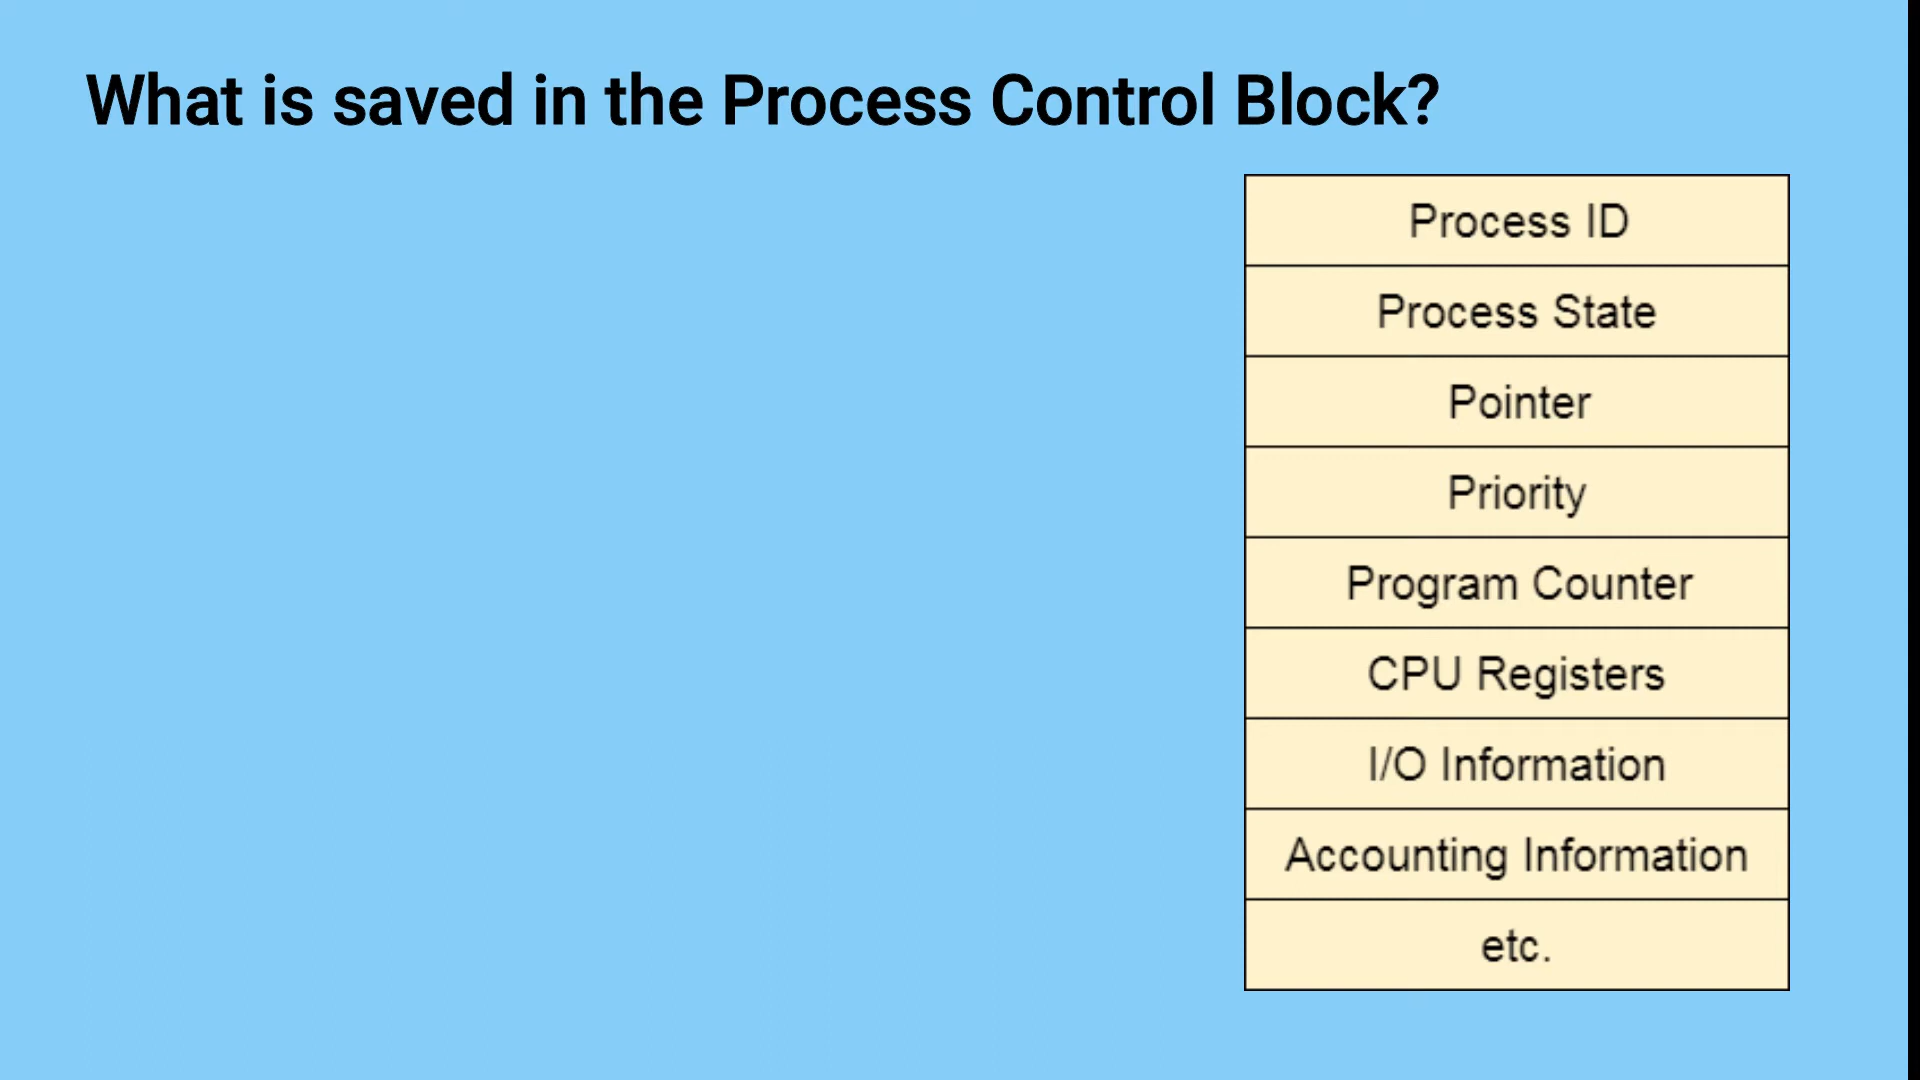 What is saved in the Process Control Block?
Process ID
Process State
Pointer
Priority
Program Counter
CPU Registers
I/O Information
Accounting Information
etc.